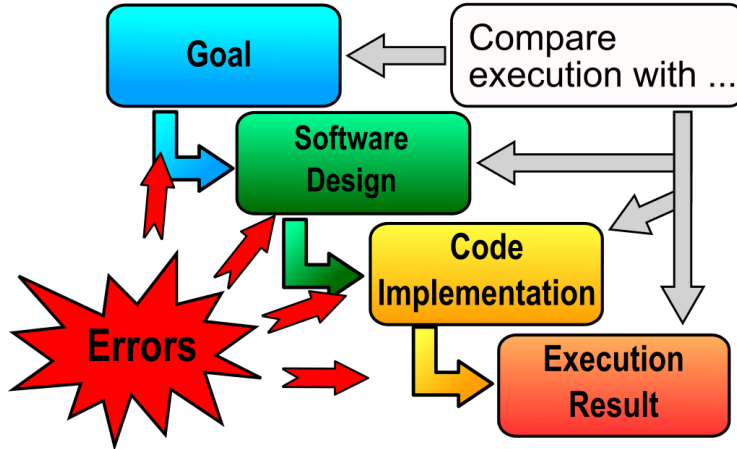 Goal
Compare
execution with ...
Software
Design
Code
Implementation
Errors
Execution
Result